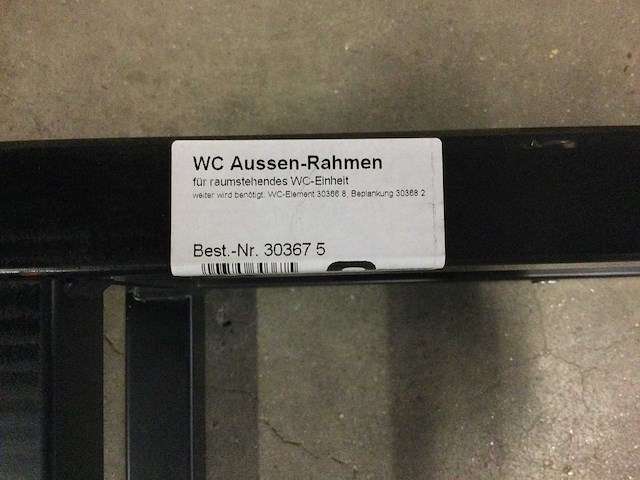 WC Aussen-Rahmen
für raumstehendes WC-Einheit
weiter wird benötigt: WC-Element 30366 8, Beplankung 30368 2
Best.-Nr. 30367 5